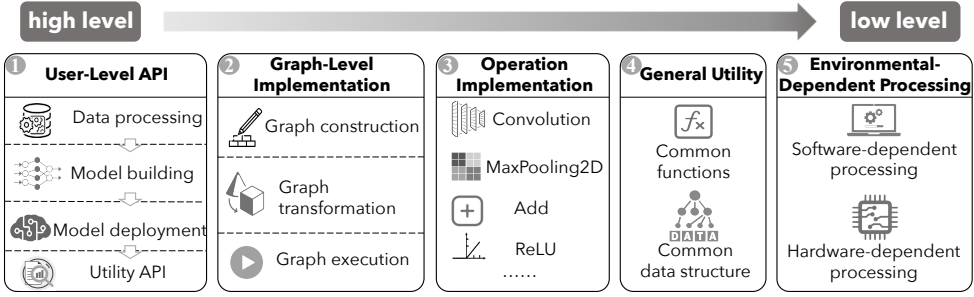 high level
low level
1
User-Level API
Data processing
Model building
Model deployment
Utility API
2
Graph-Level
Implementation
Graph construction
Graph
transformation
Graph execution
3
Operation
Implementation
Convolution
MaxPooling2D
Add
ReLU
......
4
General Utility
fx
Common
functions
DATA
Common
data structure
5
Environmental-
Dependent Processing
Software-dependent
processing
Hardware-dependent
processing